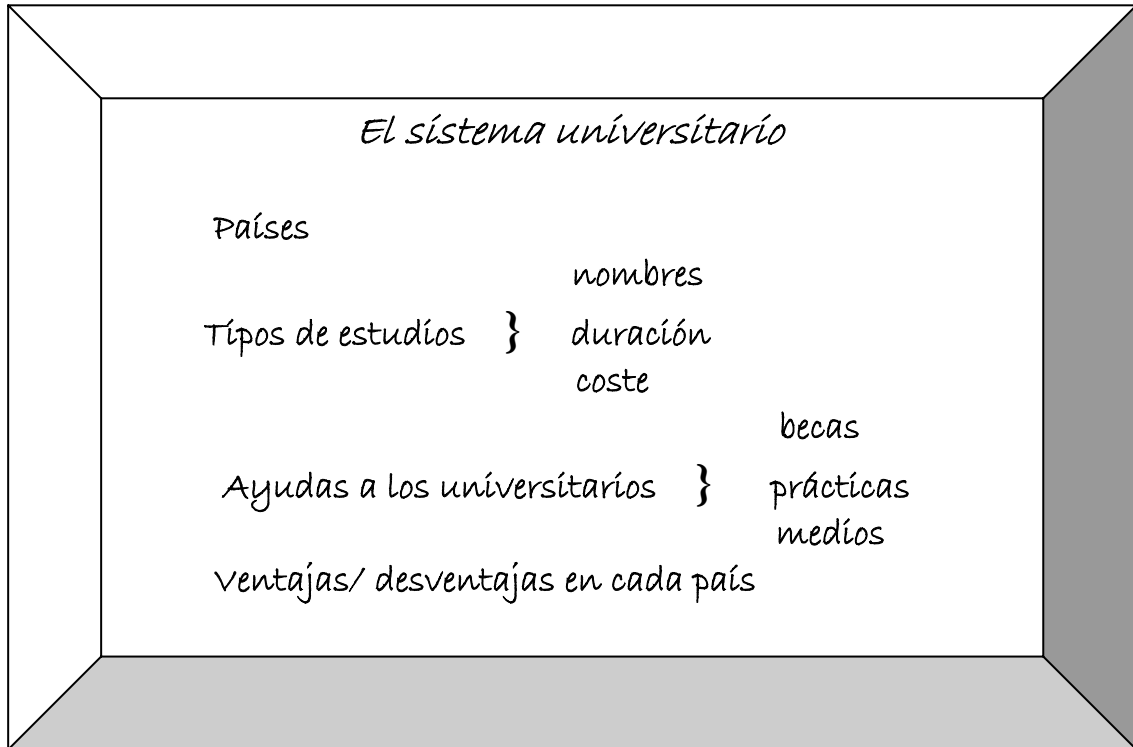 El sistema universitario
Países
nombres
Tipos de estudios } duración
coste
becas
Ayudas a los universitarios } prácticas
medios
Ventajas/ desventajas en cada país